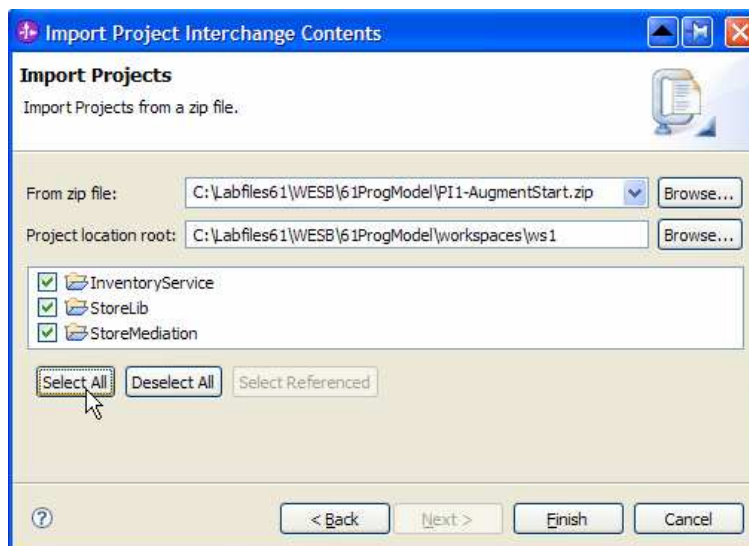 Import Project Interchange Contents
Import Projects
Import Projects from a zip file.
From zip file: C:\Labfiles61\WESB\61ProgModel\PI1-AugmentStart.zip Browse...
Project location root: C:\Labfiles61\WESB\61ProgModel\workspaces\ws1 Browse...
InventoryService
StoreLib
StoreMediation
Select All Deselect All Select Referenced
< Back Next > Finish Cancel